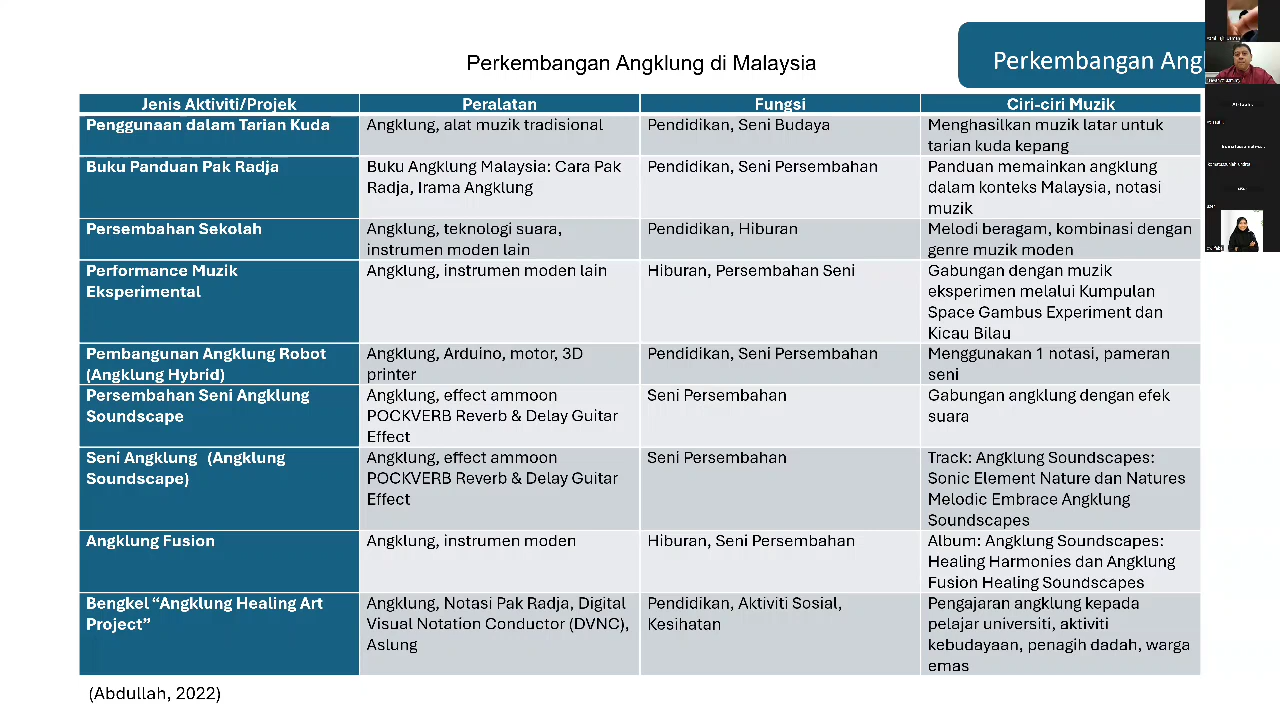 Perkembangan Angklung di Malaysia
Perkembangan Ang
Jenis Aktiviti/Projek
Peralatan
Fungsi
Ciri-ciri Muzik
Penggunaan dalam Tarian Kuda
Angklung, alat muzik tradisional
Pendidikan, Seni Budaya
Menghasilkan muzik latar untuk
tarian kuda kepang
Buku Panduan Pak Radja
Buku Angklung Malaysia: Cara Pak
Radja, Irama Angklung
Pendidikan, Seni Persembahan
Panduan memainkan angklung
dalam konteks Malaysia, notasi
muzik
Persembahan Sekolah
Angklung, teknologi suara,
instrumen moden lain
Pendidikan, Hiburan
Melodi beragam, kombinasi dengan
genre muzik moden
Performance Muzik
Eksperimental
Angklung, instrumen moden lain
Hiburan, Persembahan Seni
Gabungan dengan muzik
eksperimen melalui Kumpulan
Space Gambus Experiment dan
Kicau Bilau
Pembangunan Angklung Robot
(Angklung Hybrid)
Angklung, Arduino, motor, 3D
printer
Pendidikan, Seni Persembahan
Menggunakan 1 notasi, pameran
seni
Persembahan Seni Angklung
Soundscape
Angklung, effect ammoon
POCKVERB Reverb & Delay Guitar
Effect
Seni Persembahan
Gabungan angklung dengan efek
suara
Seni Angklung (Angklung
Soundscape)
Angklung, effect ammoon
POCKVERB Reverb & Delay Guitar
Effect
Seni Persembahan
Track: Angklung Soundscapes:
Sonic Element Nature dan Natures
Melodic Embrace Angklung
Soundscapes
Angklung Fusion
Angklung, instrumen moden
Hiburan, Seni Persembahan
Album: Angklung Soundscapes:
Healing Harmonies dan Angklung
Fusion Healing Soundscapes
Bengkel “Angklung Healing Art
Project”
Angklung, Notasi Pak Radja, Digital
Visual Notation Conductor (DVNC),
Aslung
Pendidikan, Aktiviti Sosial,
Kesihatan
Pengajaran angklung kepada
pelajar universiti, aktiviti
kebudayaan, penagih dadah, warga
emas
(Abdullah, 2022)